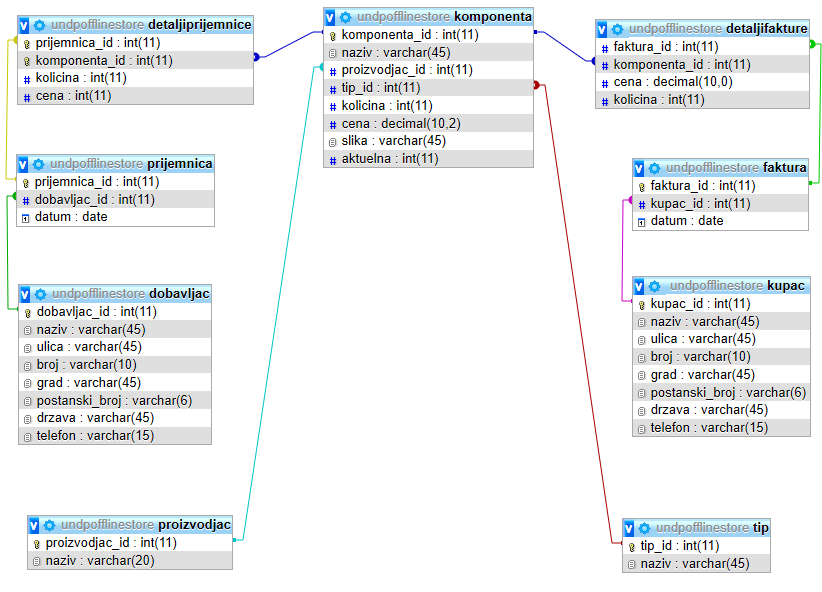 undpofflinestore detaljiprijemnice
prijemnica_id : int(11)
komponenta_id : int(11)
kolicina : int(11)
cena : int(11)
undpofflinestore komponenta
komponenta_id : int(11)
naziv : varchar(45)
proizvodjac_id : int(11)
tip_id : int(11)
kolicina : int(11)
cena : decimal(10,2)
slika : varchar(45)
aktuelna : int(11)
undpofflinestore detaljifakture
faktura_id : int(11)
komponenta_id : int(11)
cena : decimal(10,0)
kolicina : int(11)
undpofflinestore prijemnica
prijemnica_id : int(11)
dobavljac_id : int(11)
datum : date
undpofflinestore faktura
faktura_id : int(11)
kupac_id : int(11)
datum : date
undpofflinestore dobavljac
dobavljac_id : int(11)
naziv : varchar(45)
ulica : varchar(45)
broj : varchar(10)
grad : varchar(45)
postanski_broj : varchar(6)
drzava : varchar(45)
telefon : varchar(15)
undpofflinestore kupac
kupac_id : int(11)
naziv : varchar(45)
ulica : varchar(45)
broj : varchar(10)
grad : varchar(45)
postanski_broj : varchar(6)
drzava : varchar(45)
telefon : varchar(15)
undpofflinestore proizvodjac
proizvodjac_id : int(11)
naziv : varchar(20)
undpofflinestore tip
tip_id : int(11)
naziv : varchar(45)